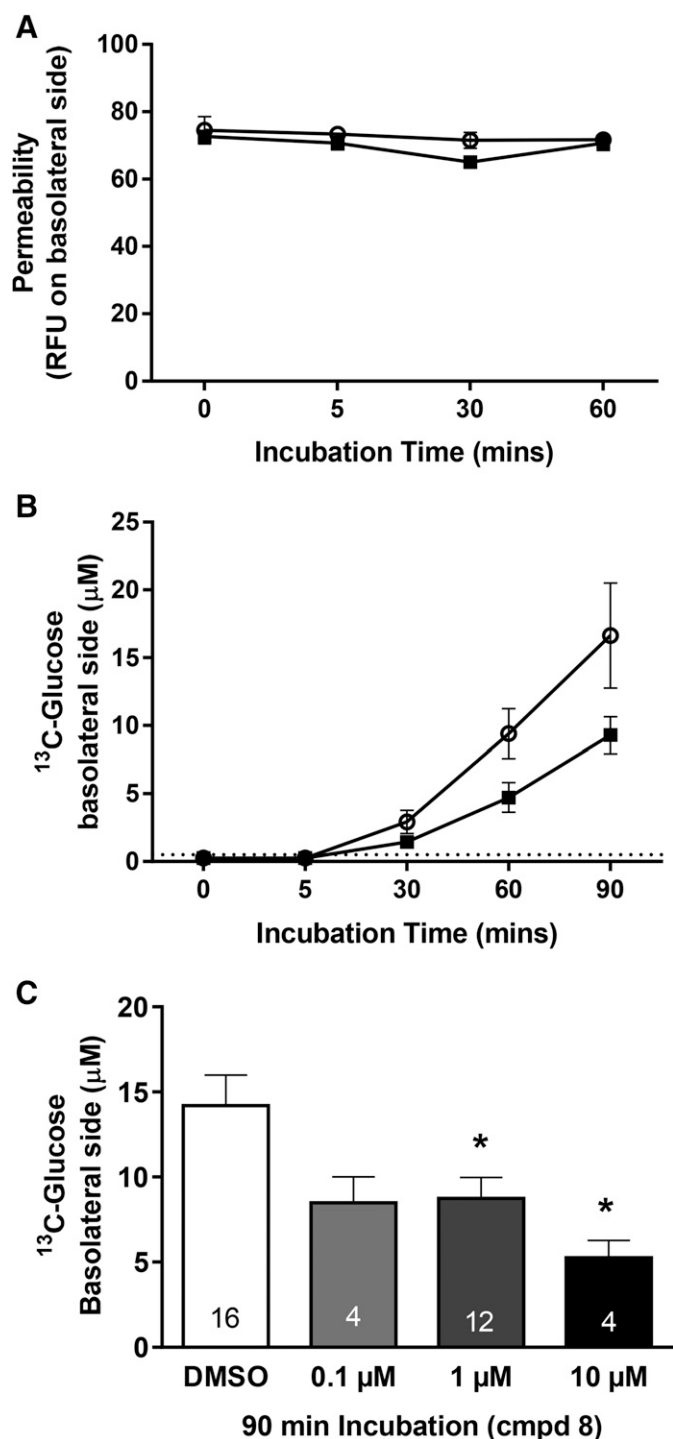 A
Permeability
(RFU on basolateral side)
100
80
60
40
20
0
0 5 30 60
Incubation Time (mins)
B
¹³C-Glucose
basolateral side (μM)
25
20
15
10
5
0
0 5 30 60 90
Incubation Time (mins)
C
¹³C-Glucose
Basolateral side (μM)
20
15
10
5
0
* *
16 4 12 4
DMSO 0.1 μM 1 μM 10 μM
90 min Incubation (cmpd 8)